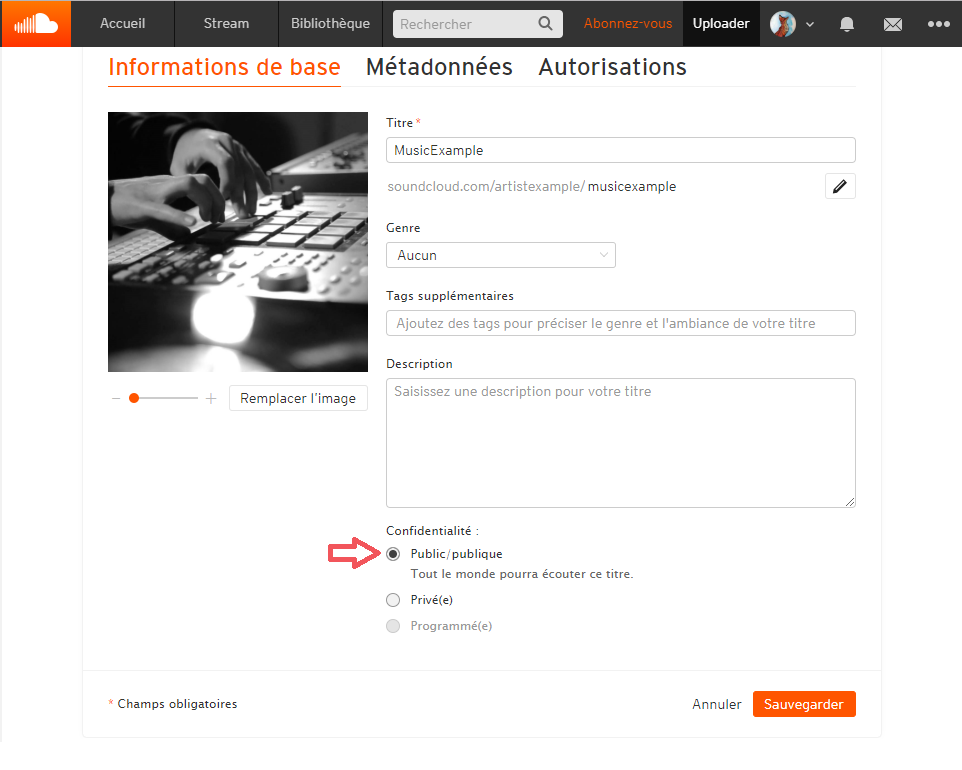 Accueil Stream Bibliothèque Rechercher Abonnez-vous Uploader
Informations de base Métadonnées Autorisations
Titre *
MusicExample
soundcloud.com/artistexample/ musicexample
Genre
Aucun
Tags supplémentaires
Ajoutez des tags pour préciser le genre et l'ambiance de votre titre
Description
Saisissez une description pour votre titre
Remplacer l'image
Confidentialité :
Public/publique
Tout le monde pourra écouter ce titre.
Privé(e)
Programmé(e)
* Champs obligatoires Annuler Sauvegarder